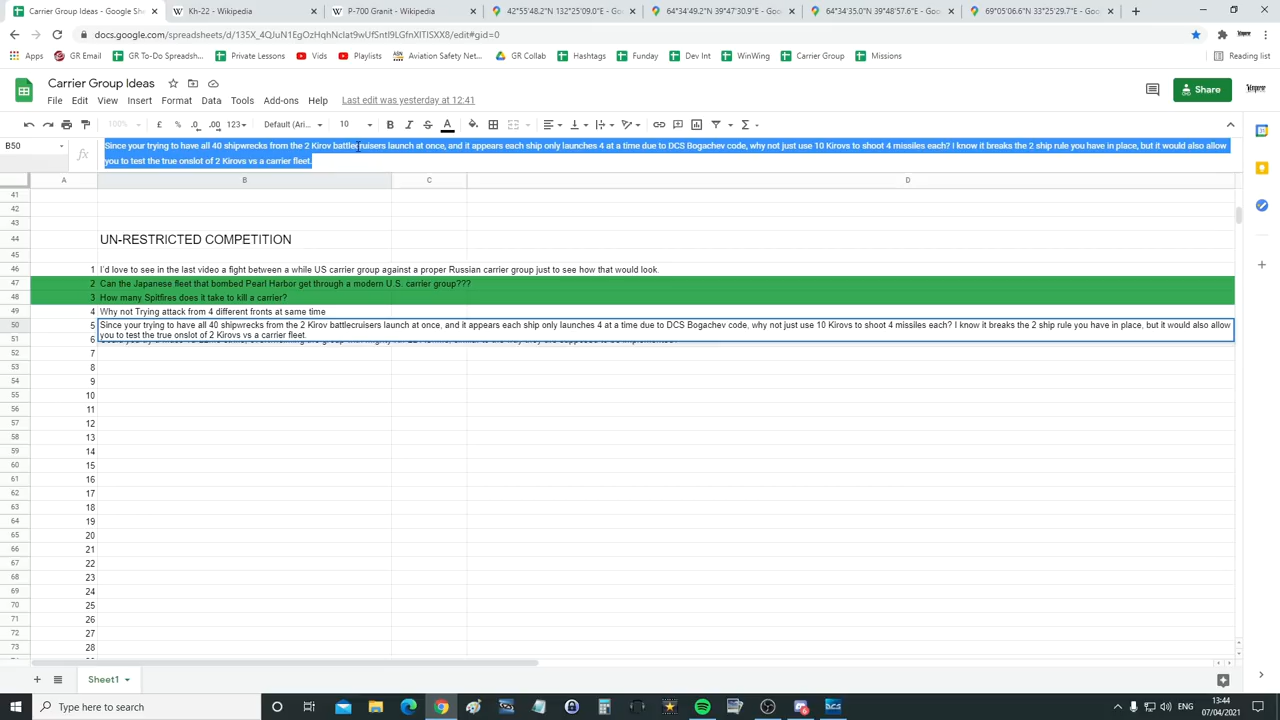 Carrier Group Ideas - Google She
Kh-22 - Wikipedia
P-700 Granit - Wikipedia
42°55'48.2"N 132°25'09.0"E - Goo
64°34'49.2"N 39°47'30.9"E - Goo
64°34'35.0"N 39°48'57.6"E - Goo
69°05'06.6"N 33°25'29.7"E - Goo
Apps
GR Email
GR To-Do Spreadsh...
Private Lessons
Vids
Playlists
Aviation Safety Net...
GR Collab
Hashtags
Funday
Dev Int
WinWing
Carrier Group
Missions
Reading list
Carrier Group Ideas
File Edit View Insert Format Data Tools Add-ons Help Last edit was yesterday at 12:41
Share
100% £ % .0 .00 123 Default (Ari... 10
B50
Since your trying to have all 40 shipwrecks from the 2 Kirov battlecruisers launch at once, and it appears each ship only launches 4 at a time due to DCS Bogachev code, why not just use 10 Kirovs to shoot 4 missiles each? I know it breaks the 2 ship rule you have in place, but it would also allow
you to test the true onslot of 2 Kirovs vs a carrier fleet.
A B C D
41
42
43
44 UN-RESTRICTED COMPETITION
45
46 1 I'd love to see in the last video a fight between a while US carrier group against a proper Russian carrier group just to see how that would look.
47 2 Can the Japanese fleet that bombed Pearl Harbor get through a modern U.S. carrier group???
48 3 How many Spitfires does it take to kill a carrier?
49 4 Why not Trying attack from 4 different fronts at same time
50 5 Since your trying to have all 40 shipwrecks from the 2 Kirov battlecruisers launch at once, and it appears each ship only launches 4 at a time due to DCS Bogachev code, why not just use 10 Kirovs to shoot 4 missiles each? I know it breaks the 2 ship rule you have in place, but it would also allow
you to test the true onslot of 2 Kirovs vs a carrier fleet.
51 6
52 7
53 8
54 9
55 10
56 11
57 12
58 13
59 14
60 15
61 16
62 17
63 18
64 19
65 20
66 21
67 22
68 23
69 24
70 25
71 26
72 27
73 28
Sheet1
Type here to search
ENG
13:44
07/04/2021